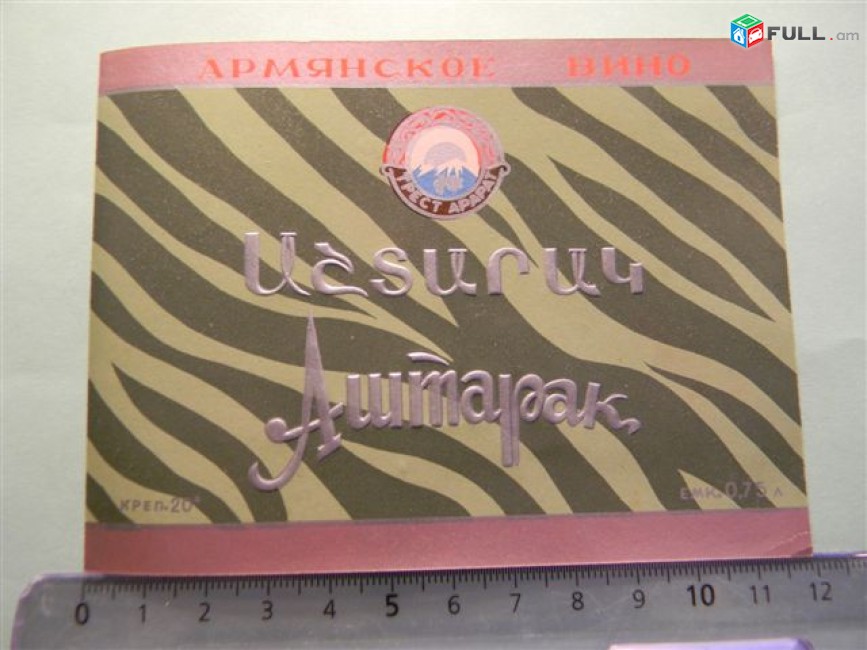 FULL.am
АРМЯНСКОЕ ВИНО
ТРЕСТ АРАРАТ
Աշտարակ
Аштарак
КРЕП. 20° ЕМК. 0,75 л
0 1 2 3 4 5 6 7 8 9 10 11 12